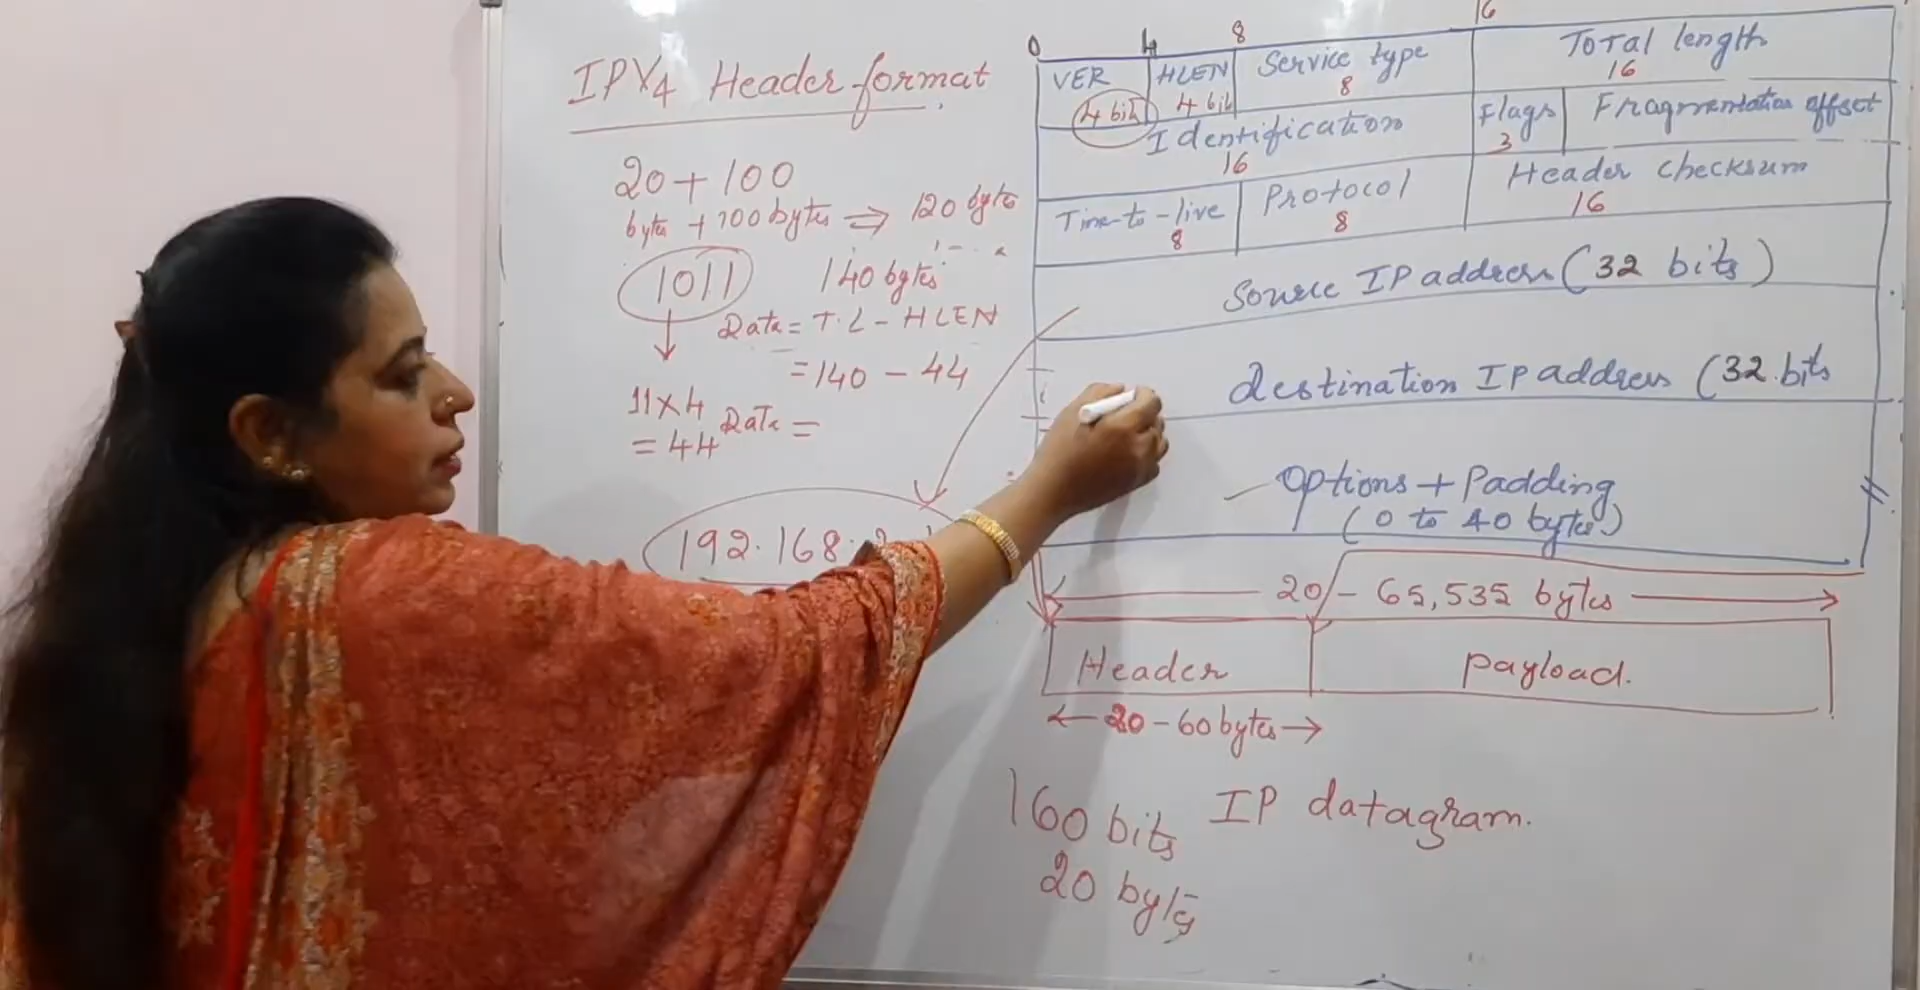 IPV4 Header format
20 + 100
bytes + 100 bytes ⇒ 120 bytes
1011
140 bytes
Data = T.L - HLEN
= 140 - 44
11 x 4
= 44
Data =
192.168.
0 4 8 16
VER
4 bit
HLEN
4 bit
Service type
8
Total length
16
Identification
16
Flags
3
Fragmentation offset
Time-to-live
8
Protocol
8
Header checksum
16
Source IP address (32 bits)
destination IP address (32 bits
Options + Padding
(0 to 40 bytes)
20 - 65,535 bytes
Header
payload.
20 - 60 bytes
160 bits
20 bytes
IP datagram.